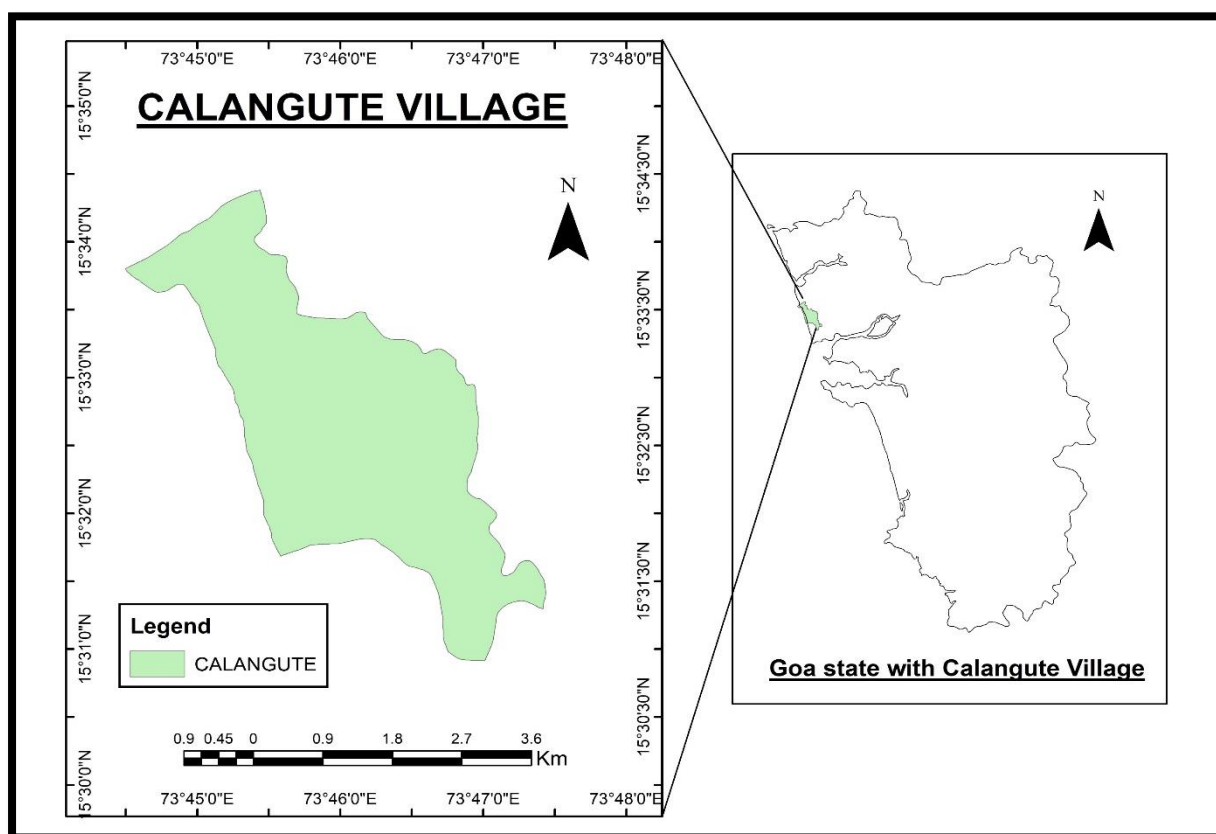 73°45'0"E 73°46'0"E 73°47'0"E 73°48'0"E
CALANGUTE VILLAGE
15°35'0"N
15°34'0"N
15°33'0"N
15°32'0"N
15°31'0"N
15°30'0"N
N
Legend
CALANGUTE
0.9 0.45 0 0.9 1.8 2.7 3.6
Km
73°45'0"E 73°46'0"E 73°47'0"E 73°48'0"E
15°34'30"N
15°33'30"N
15°32'30"N
15°31'30"N
15°30'30"N
N
Goa state with Calangute Village